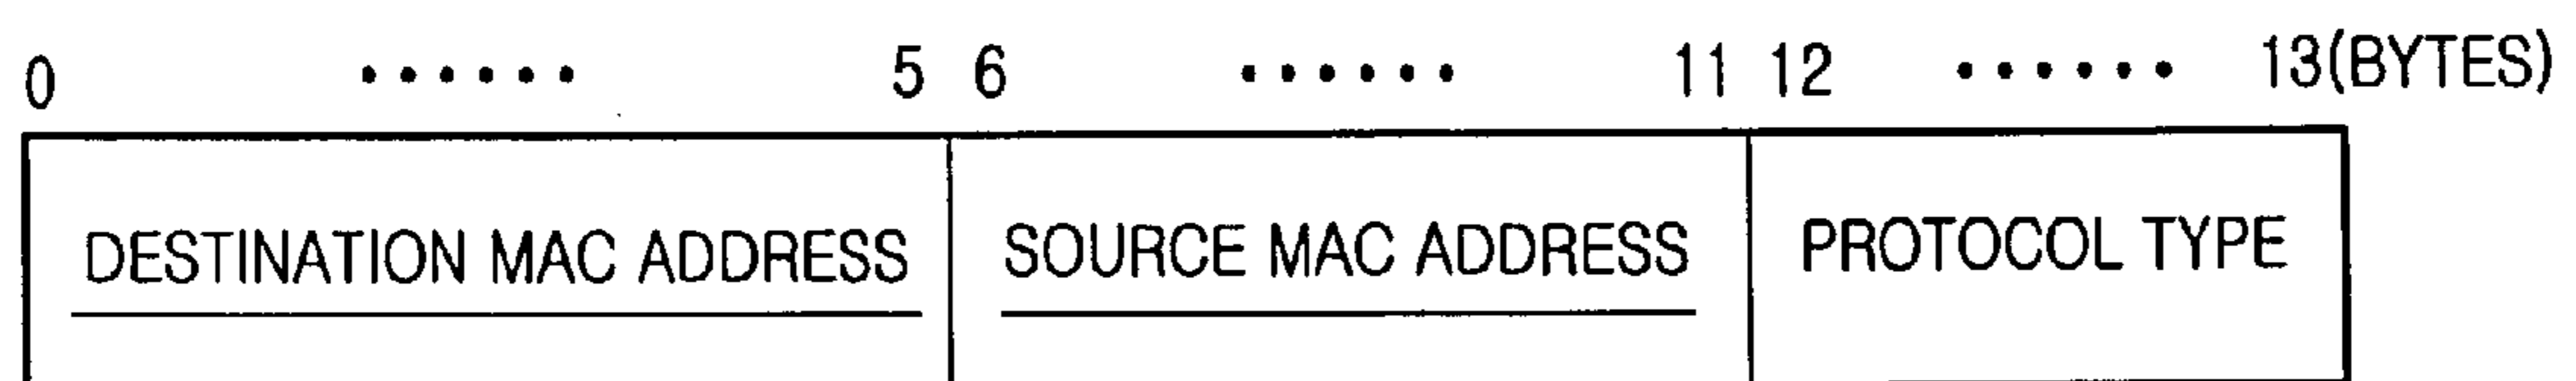 0 ...... 5 6 ...... 11 12 ...... 13(BYTES)
DESTINATION MAC ADDRESS SOURCE MAC ADDRESS PROTOCOL TYPE